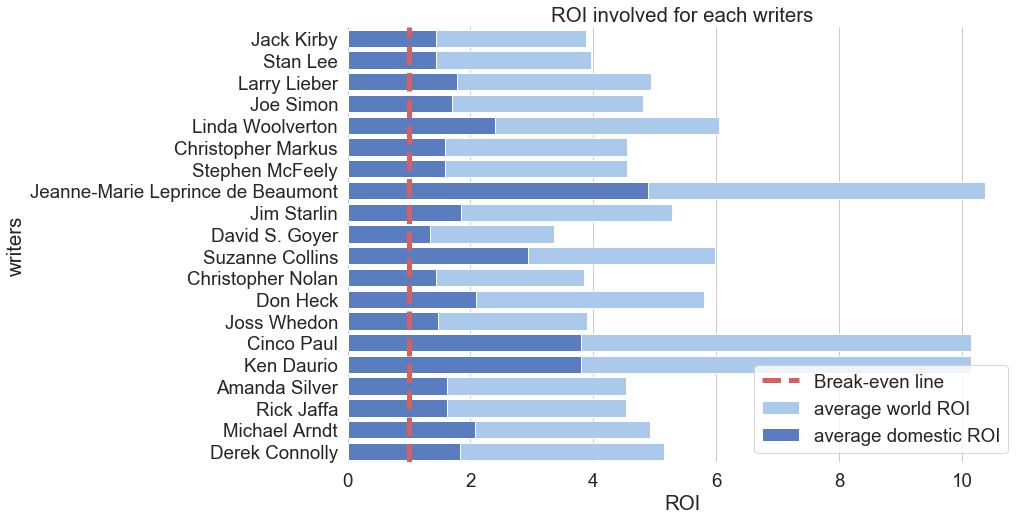 ROI involved for each writers
writers
Jack Kirby
Stan Lee
Larry Lieber
Joe Simon
Linda Woolverton
Christopher Markus
Stephen McFeely
Jeanne-Marie Leprince de Beaumont
Jim Starlin
David S. Goyer
Suzanne Collins
Christopher Nolan
Don Heck
Joss Whedon
Cinco Paul
Ken Daurio
Amanda Silver
Rick Jaffa
Michael Arndt
Derek Connolly
Break-even line
average world ROI
average domestic ROI
0 2 4 6 8 10
ROI